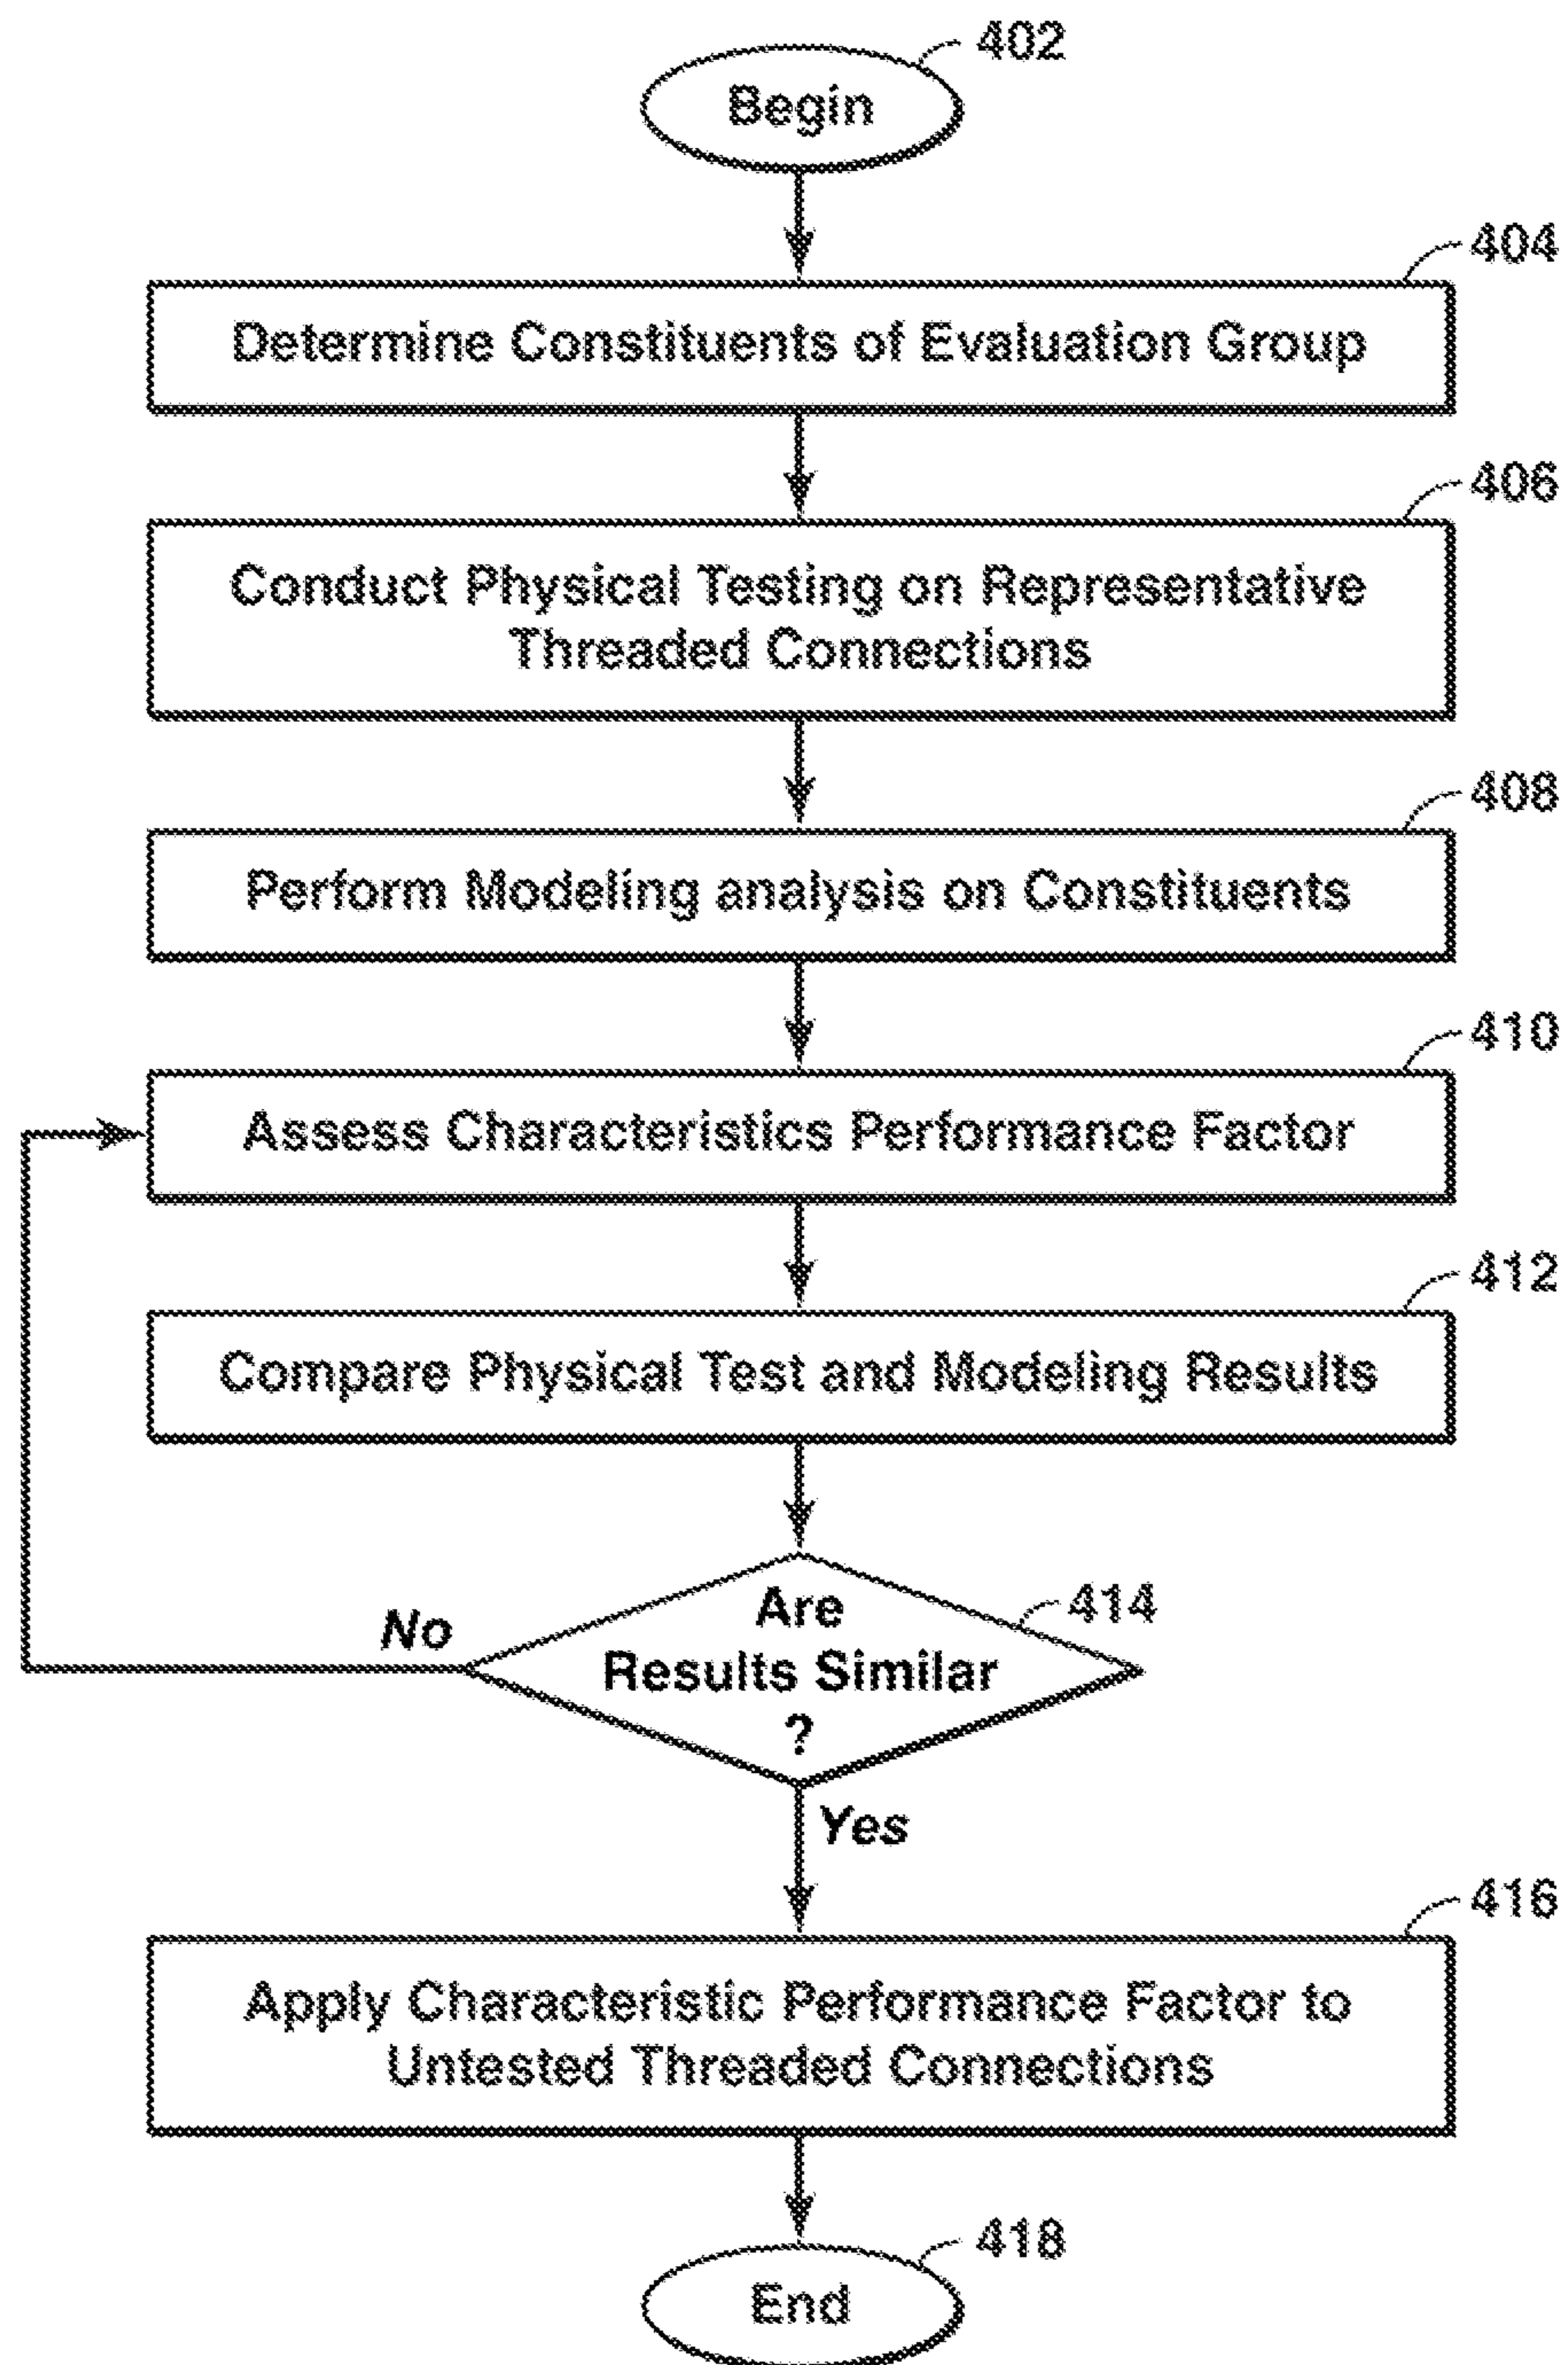 402
Begin
404
Determine Constituents of Evaluation Group
406
Conduct Physical Testing on Representative
Threaded Connections
408
Perform Modeling analysis on Constituents
410
Assess Characteristics Performance Factor
412
Compare Physical Test and Modeling Results
414
Are
Results Similar
?
No
Yes
416
Apply Characteristic Performance Factor to
Untested Threaded Connections
418
End